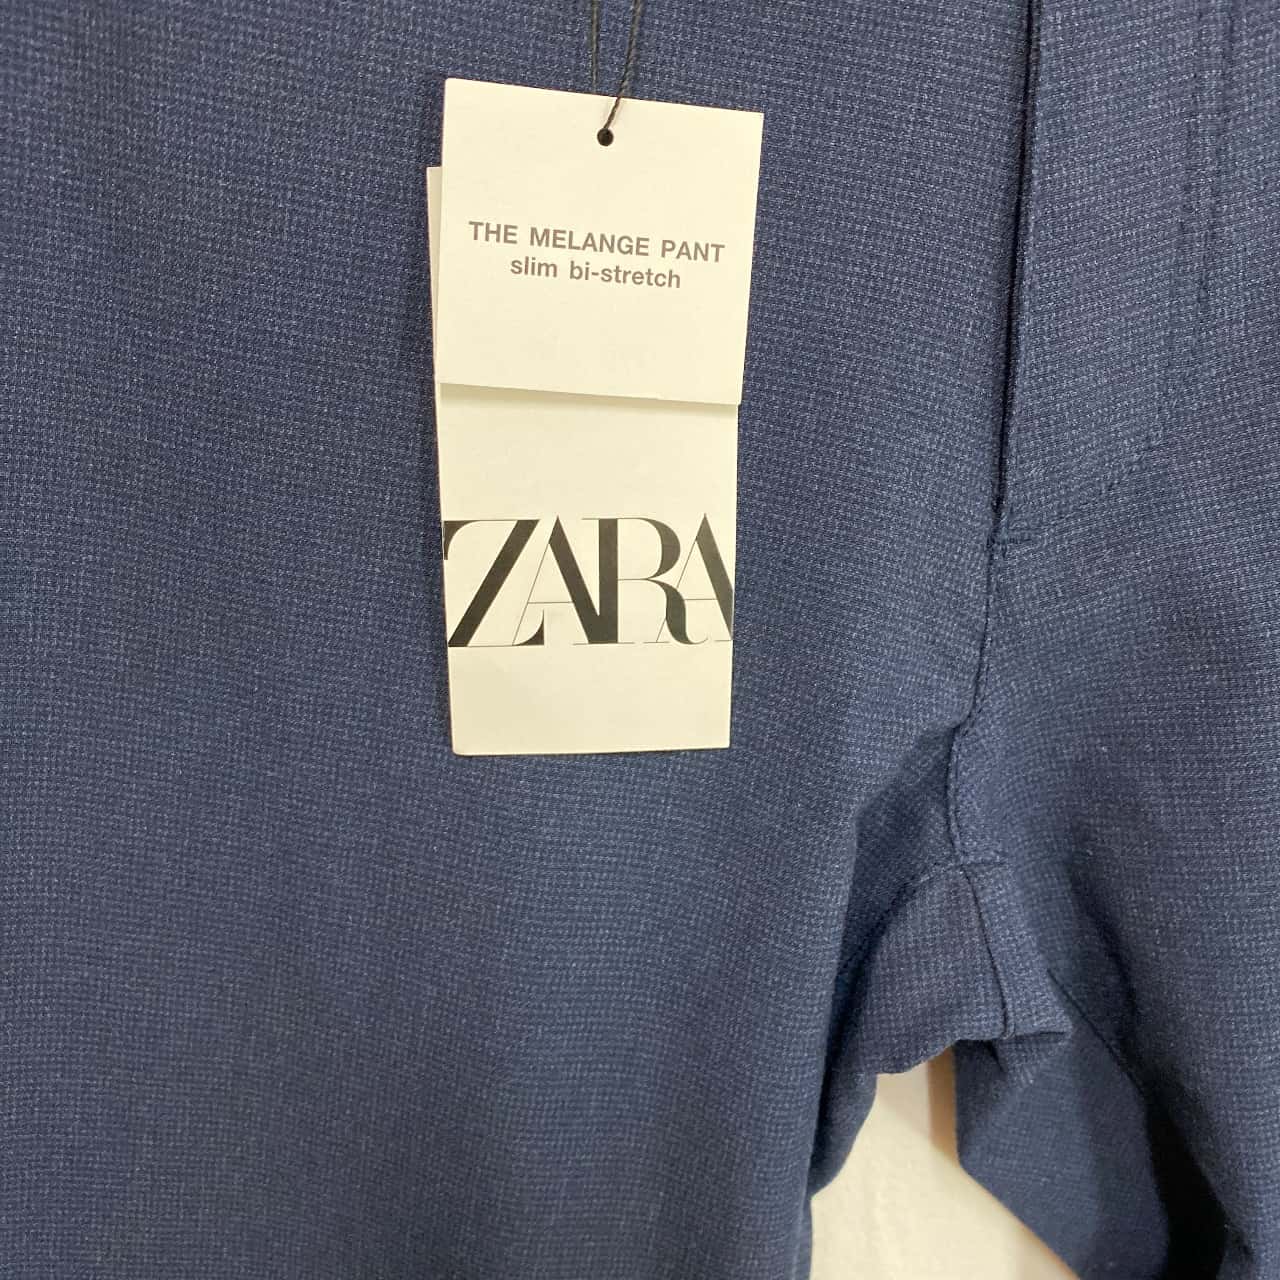 THE MELANGE PANT
slim bi-stretch
ZARA